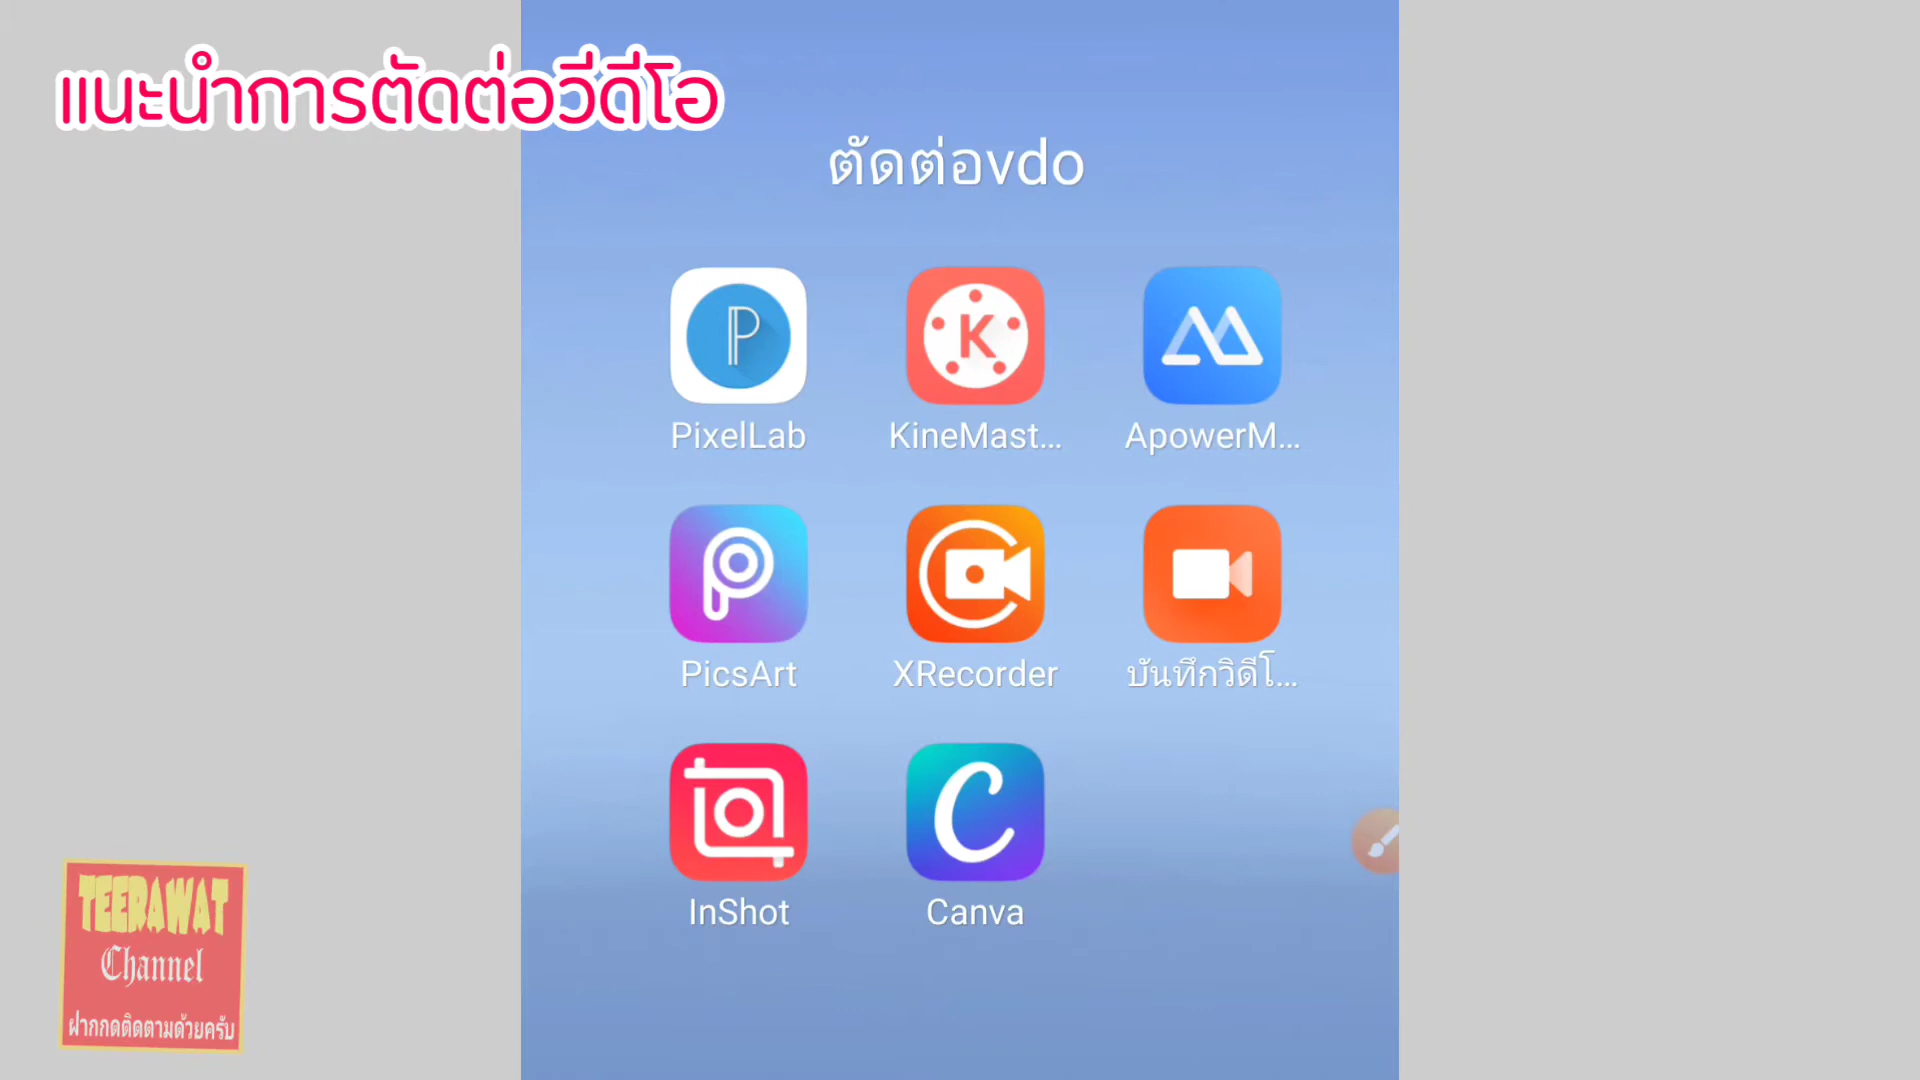 แนะนำการตัดต่อวีดีโอ
ตัดต่อvdo
PixelLab
KineMast...
ApowerM...
PicsArt
XRecorder
บันทึกวิดีโ...
InShot
Canva
TEERAWAT
Channel
ฝากกดติดตามด้วยครับ